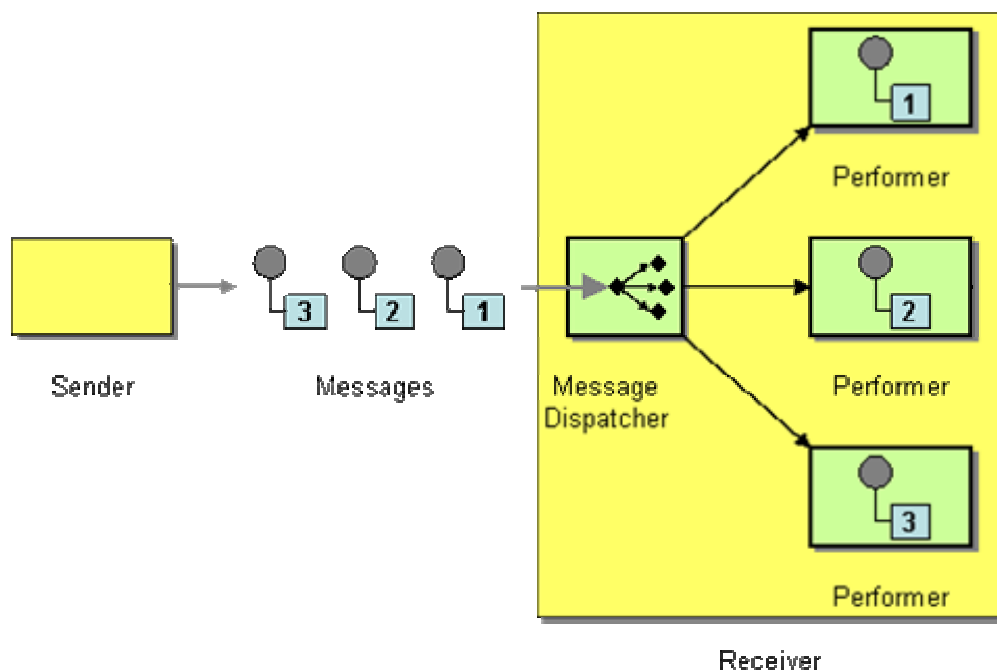 1
Performer
3 2 1
2
Sender
Messages
Message
Dispatcher
Performer
3
Performer
Receiver